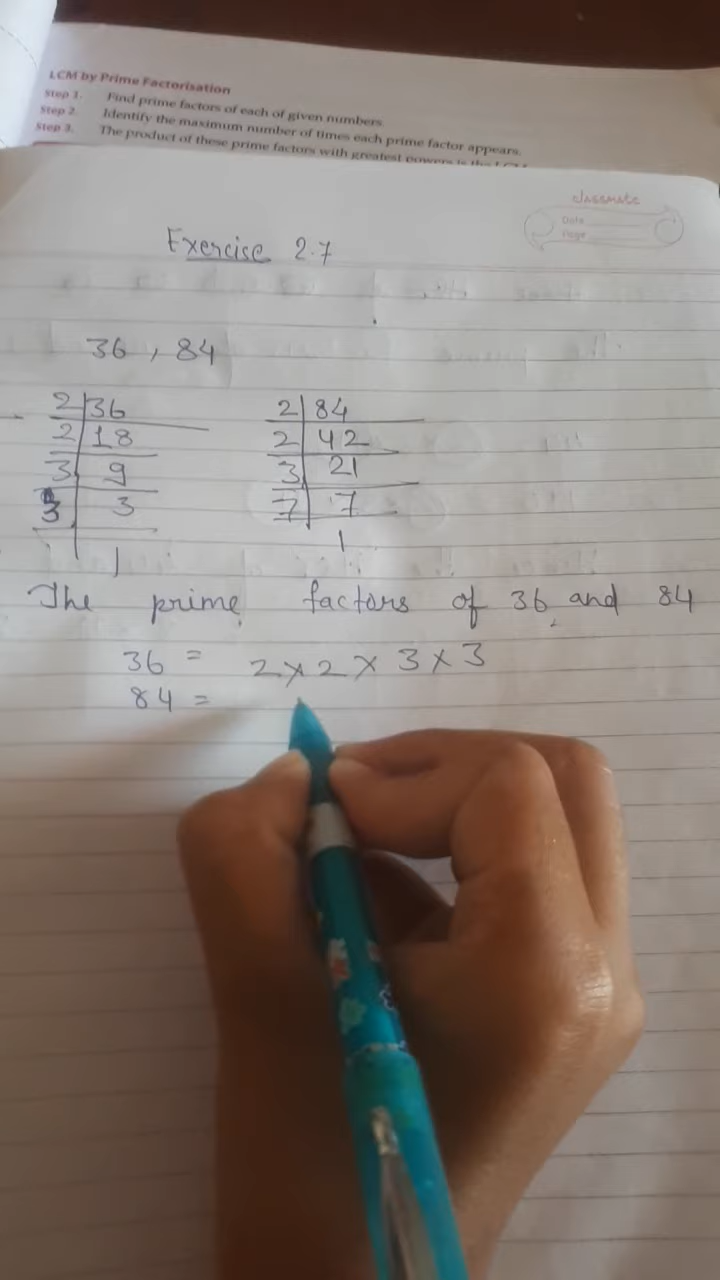 LCM by Prime Factorisation
Step 1. Find prime factors of each of given numbers.
Step 2. Identify the maximum number of times each prime factor appears.
Step 3. The product of these prime factors with greatest powers is the LCM
classmate
Date
Page
Exercise 2.7
36 , 84
2 | 36
2 | 18
3 | 9
3 | 3
1
2 | 84
2 | 42
3 | 21
7 | 7
1
The prime factors of 36 and 84
36 = 2 × 2 × 3 × 3
84 =